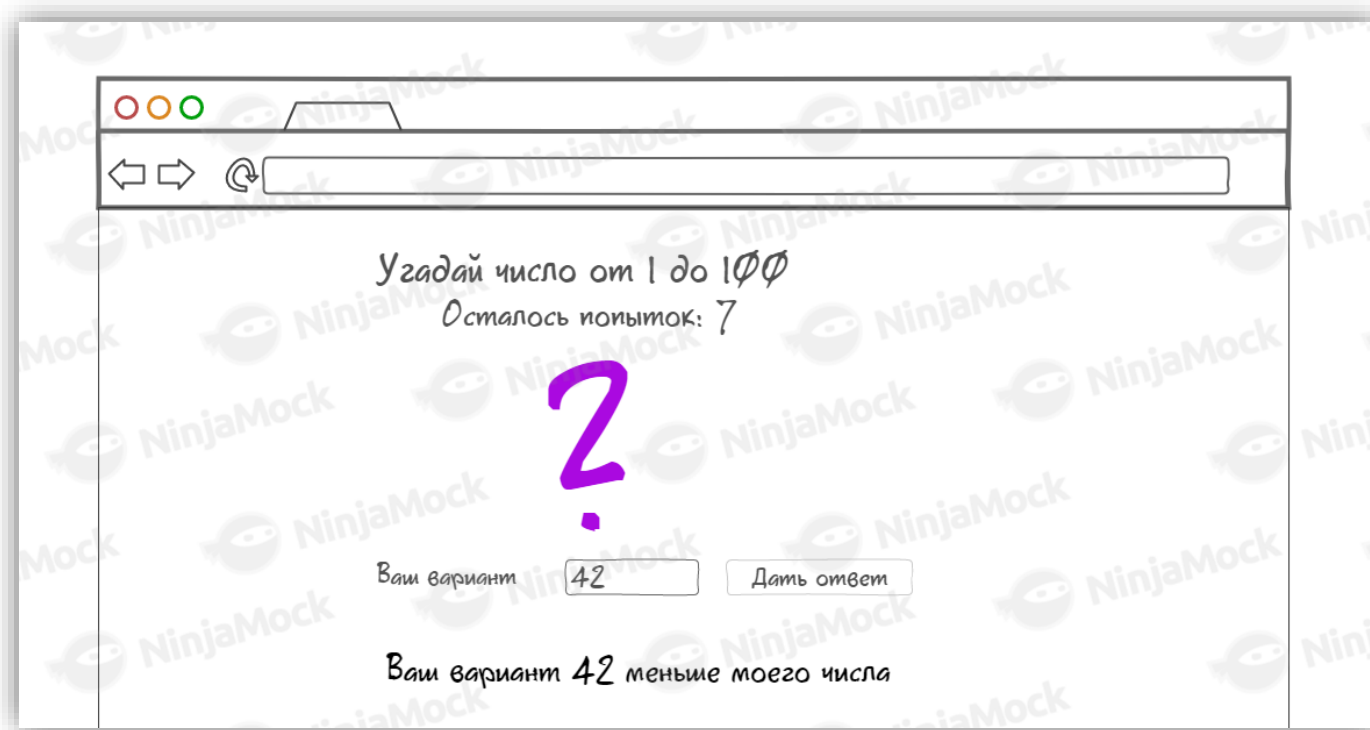 Угадай число от 1 до 100
Осталось попыток: 7
?
Ваш вариант 42 Дать ответ
Ваш вариант 42 меньше моего числа
NinjaMock